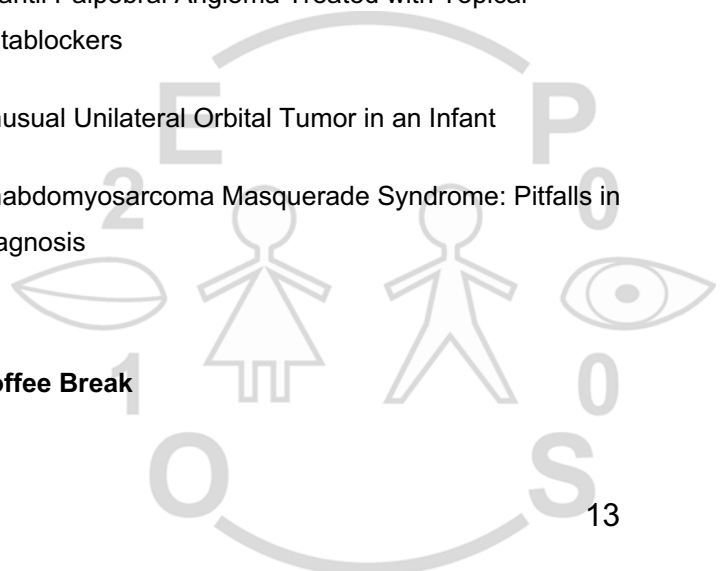 antil Palpebral Angioma Treated with Topical
tablockers
E P
usual Unilateral Orbital Tumor in an Infant
2 0
abdomyosarcoma Masquerade Syndrome: Pitfalls in
agnosis
1 0
offee Break
O S
13